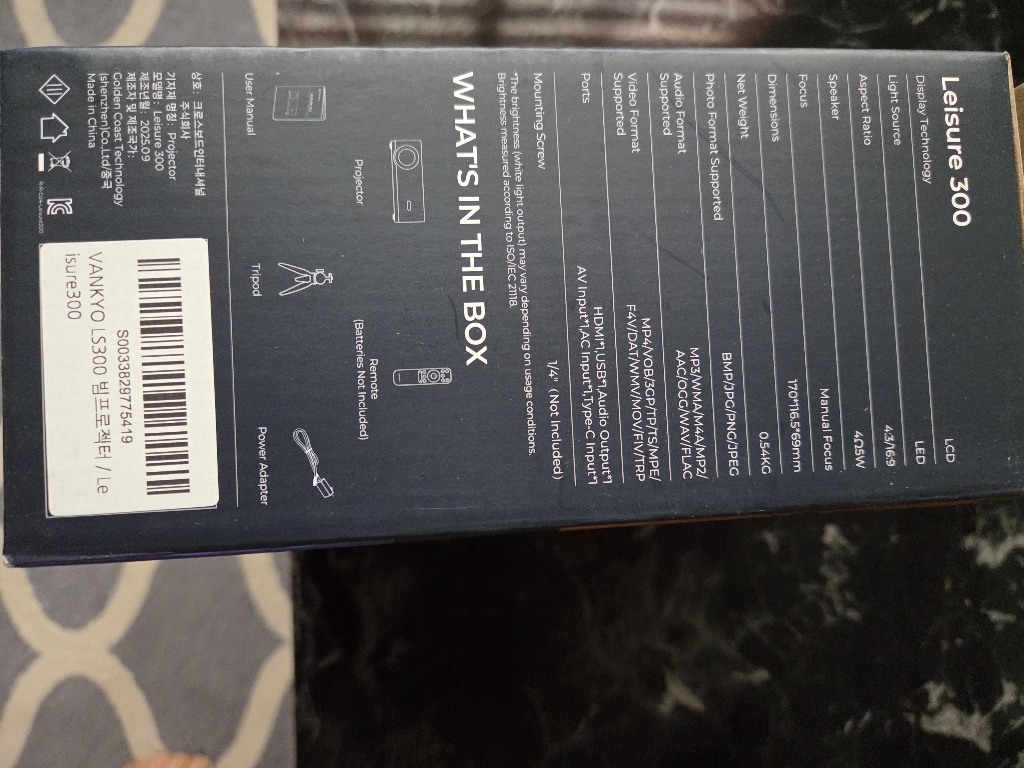 Leisure 300
Display Technology LCD
Light Source LED
Aspect Ratio 4:3/16:9
Speaker 4Ω5W
Focus Manual Focus
Dimensions 170*116.5*69mm
Net Weight 0.54KG
Photo Format Supported BMP/JPG/PNG/JPEG
Audio Format Supported MP3/WMA/M4A/MP2/
AAC/OGG/WAV/FLAC
Video Format Supported MP4/VOB/3GP/TP/TS/MPE/
F4V/DAT/WMV/MOV/FIV/TRP
Ports HDMI*1,USB*1,Audio Output*1
AV Input*1,AC Input*1,Type-C Input*1
Mounting Screw 1/4" (Not Included)
*The brightness (white light output) may vary depending on usage conditions.
Brightness measured according to ISO/IEC 21118.
WHAT'S IN THE BOX
Projector
Remote
(Batteries Not Included)
User Manual
Tripod
Power Adapter
상호: 크로스보드인터내셔널
주식회사
기자재 명칭: Projector
모델명: Leisure 300
제조년월: 2025.09
제조자 및 제조국가:
Golden Coast Technology
(shenzhen)Co.,Ltd/중국
Made in China
S0033829775419
VANKYO LS300 빔프로젝터 / Le
isure300